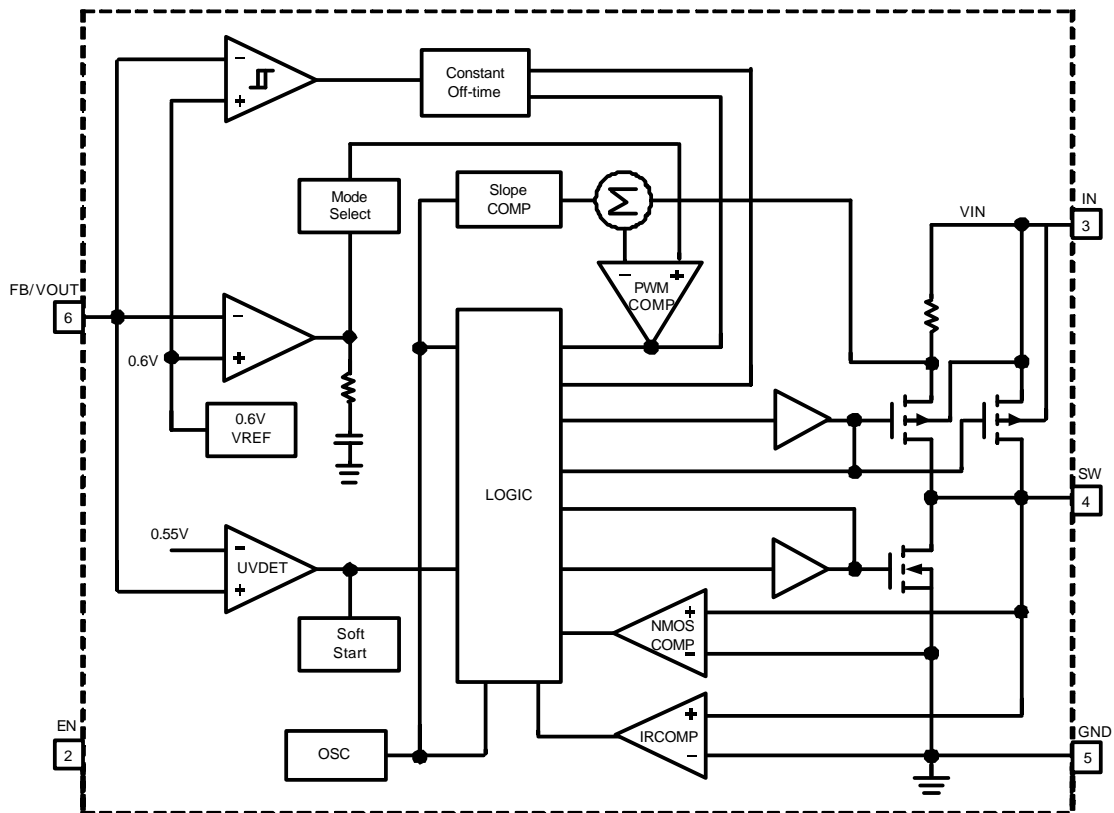 Constant
Off-time
Mode
Select
Slope
COMP
Σ
VIN
IN
3
PWM
COMP
FB/VOUT
6
0.6V
0.6V
VREF
LOGIC
SW
4
0.55V
UVDET
Soft
Start
NMOS
COMP
EN
2
OSC
IRCOMP
GND
5